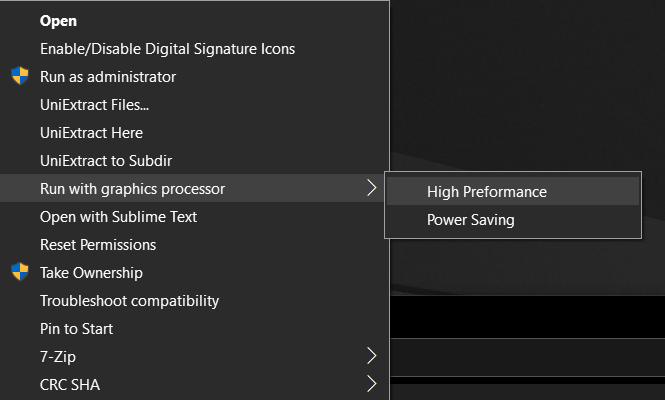 Open
Enable/Disable Digital Signature Icons
Run as administrator
UniExtract Files...
UniExtract Here
UniExtract to Subdir
Run with graphics processor
High Preformance
Power Saving
Open with Sublime Text
Reset Permissions
Take Ownership
Troubleshoot compatibility
Pin to Start
7-Zip
CRC SHA